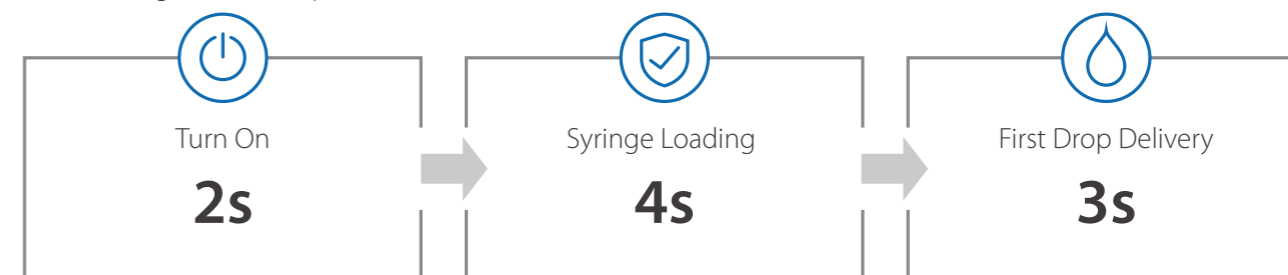 Turn On
2s
Syringe Loading
4s
First Drop Delivery
3s